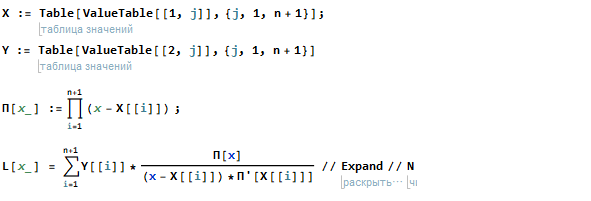 X := Table[ValueTable[[1, j]], {j, 1, n + 1}];
таблица значений
Y := Table[ValueTable[[2, j]], {j, 1, n + 1}]
таблица значений
n+1
Π[x_] := ∏ (x - X[[i]]) ;
i=1
n+1 Π[x]
L[x_] = ∑ Y[[i]] * ――― // Expand // N
i=1 (x - X[[i]]) * Π'[X[[i]]] раскрыть⋯ чи